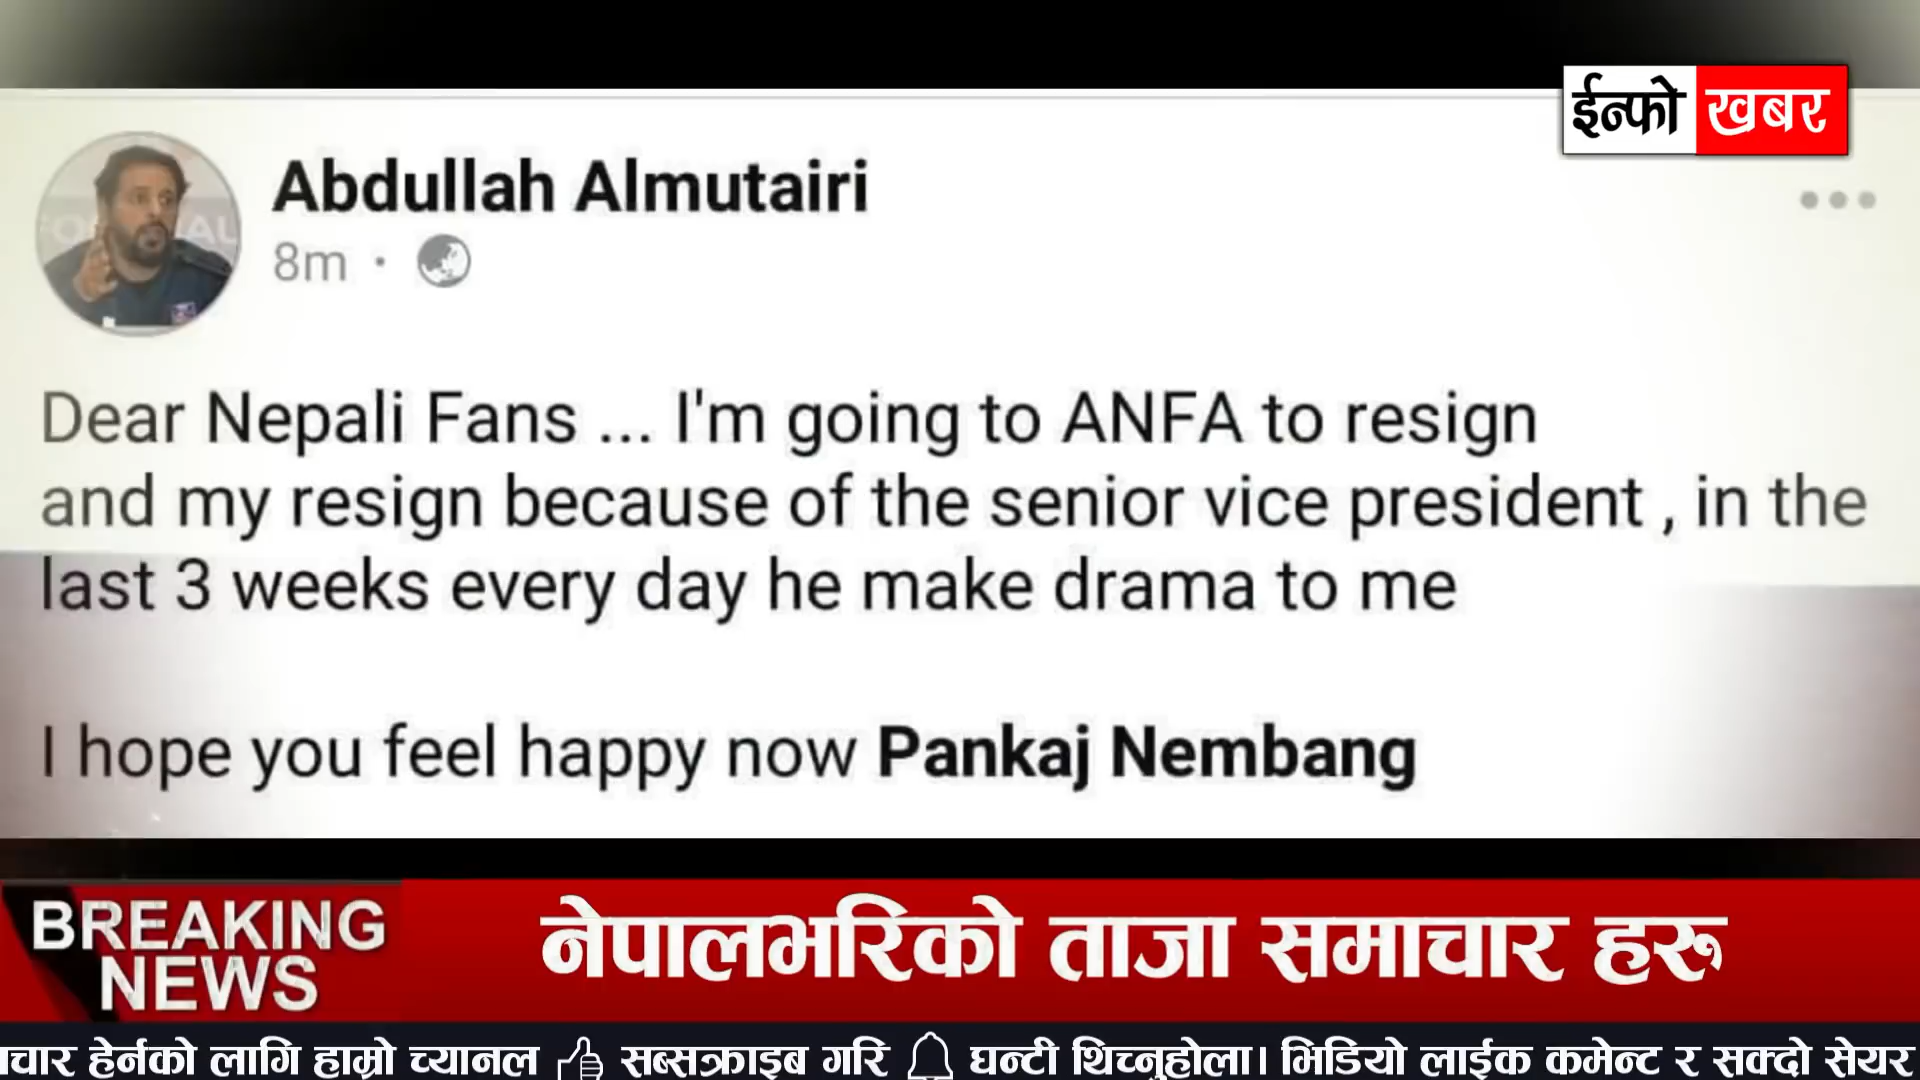 ईन्फो खबर
Abdullah Almutairi
8m ·
Dear Nepali Fans ... I'm going to ANFA to resign
and my resign because of the senior vice president , in the
last 3 weeks every day he make drama to me
I hope you feel happy now Pankaj Nembang
BREAKING
NEWS
नेपालभरिको ताजा समाचार हरू
चार हेर्नको लागि हाम्रो च्यानल सब्सक्राइब गरि घन्टी थिच्नुहोला। भिडियो लाईक कमेन्ट र सक्दो सेयर